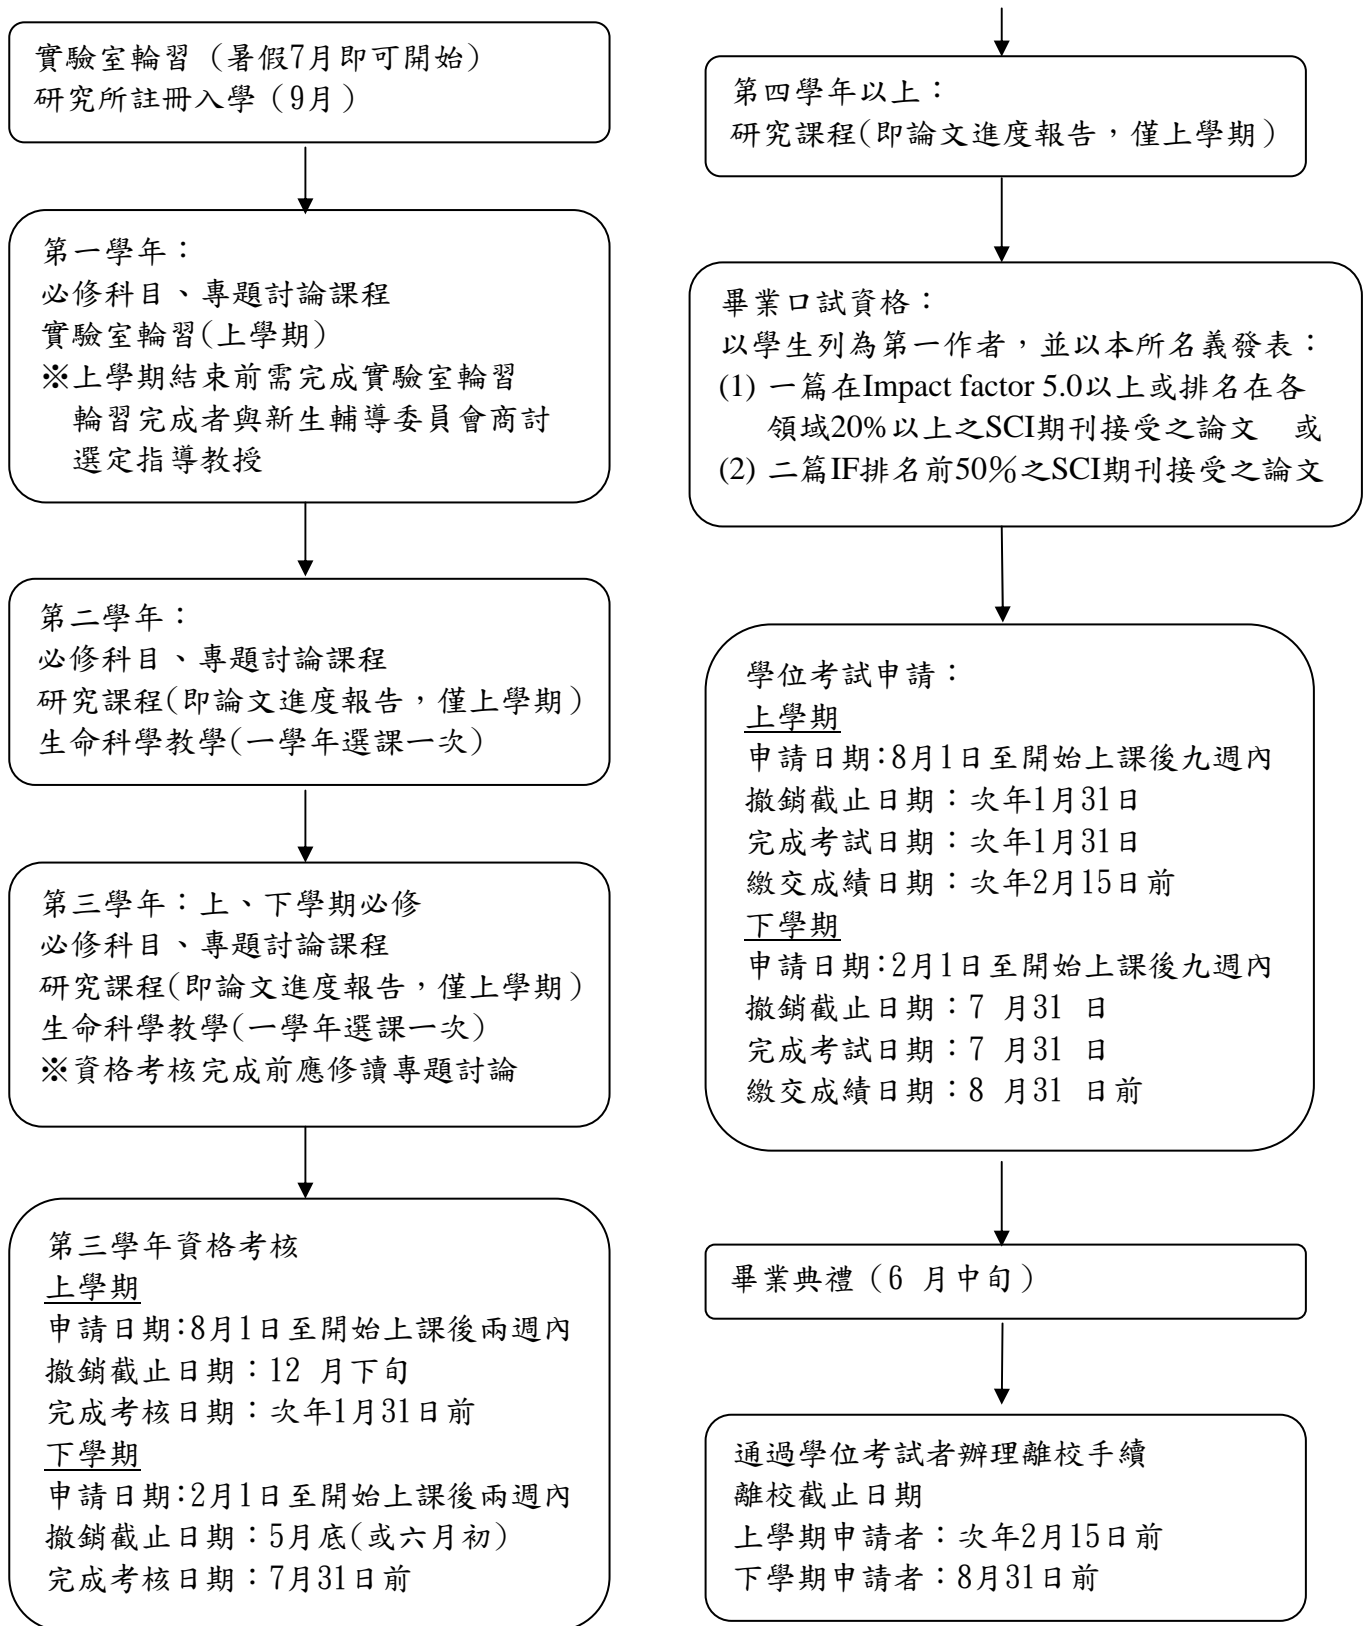 實驗室輪習（暑假7月即可開始）
研究所註冊入學（9月）
第一學年：
必修科目、專題討論課程
實驗室輪習(上學期)
※上學期結束前需完成實驗室輪習
輪習完成者與新生輔導委員會商討
選定指導教授
第二學年：
必修科目、專題討論課程
研究課程(即論文進度報告，僅上學期)
生命科學教學(一學年選課一次)
第三學年：上、下學期必修
必修科目、專題討論課程
研究課程(即論文進度報告，僅上學期)
生命科學教學(一學年選課一次)
※資格考核完成前應修讀專題討論
第三學年資格考核
上學期
申請日期:8月1日至開始上課後兩週內
撤銷截止日期：12 月下旬
完成考核日期：次年1月31日前
下學期
申請日期:2月1日至開始上課後兩週內
撤銷截止日期：5月底(或六月初)
完成考核日期：7月31日前
第四學年以上：
研究課程(即論文進度報告，僅上學期)
畢業口試資格：
以學生列為第一作者，並以本所名義發表：
(1) 一篇在Impact factor 5.0以上或排名在各
領域20%以上之SCI期刊接受之論文　或
(2) 二篇IF排名前50％之SCI期刊接受之論文
學位考試申請：
上學期
申請日期:8月1日至開始上課後九週內
撤銷截止日期：次年1月31日
完成考試日期：次年1月31日
繳交成績日期：次年2月15日前
下學期
申請日期:2月1日至開始上課後九週內
撤銷截止日期：7 月31 日
完成考試日期：7 月31 日
繳交成績日期：8 月31 日前
畢業典禮（6 月中旬）
通過學位考試者辦理離校手續
離校截止日期
上學期申請者：次年2月15日前
下學期申請者：8月31日前